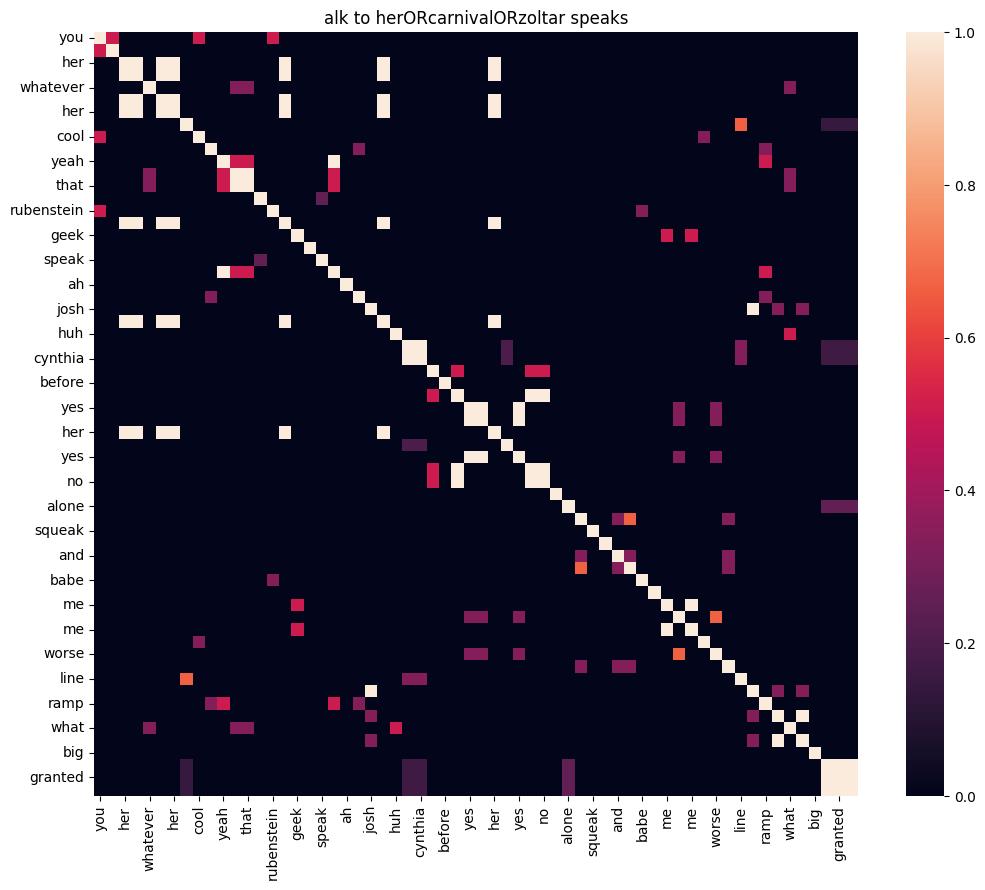 alk to herORcarnivalORzoltar speaks
you
her
whatever
her
cool
yeah
that
rubenstein
geek
speak
ah
josh
huh
cynthia
before
yes
her
yes
no
alone
squeak
and
babe
me
me
worse
line
ramp
what
big
granted
1.0
0.8
0.6
0.4
0.2
0.0
you
her
whatever
her
cool
yeah
that
rubenstein
geek
speak
ah
josh
huh
cynthia
before
yes
her
yes
no
alone
squeak
and
babe
me
me
worse
line
ramp
what
big
granted